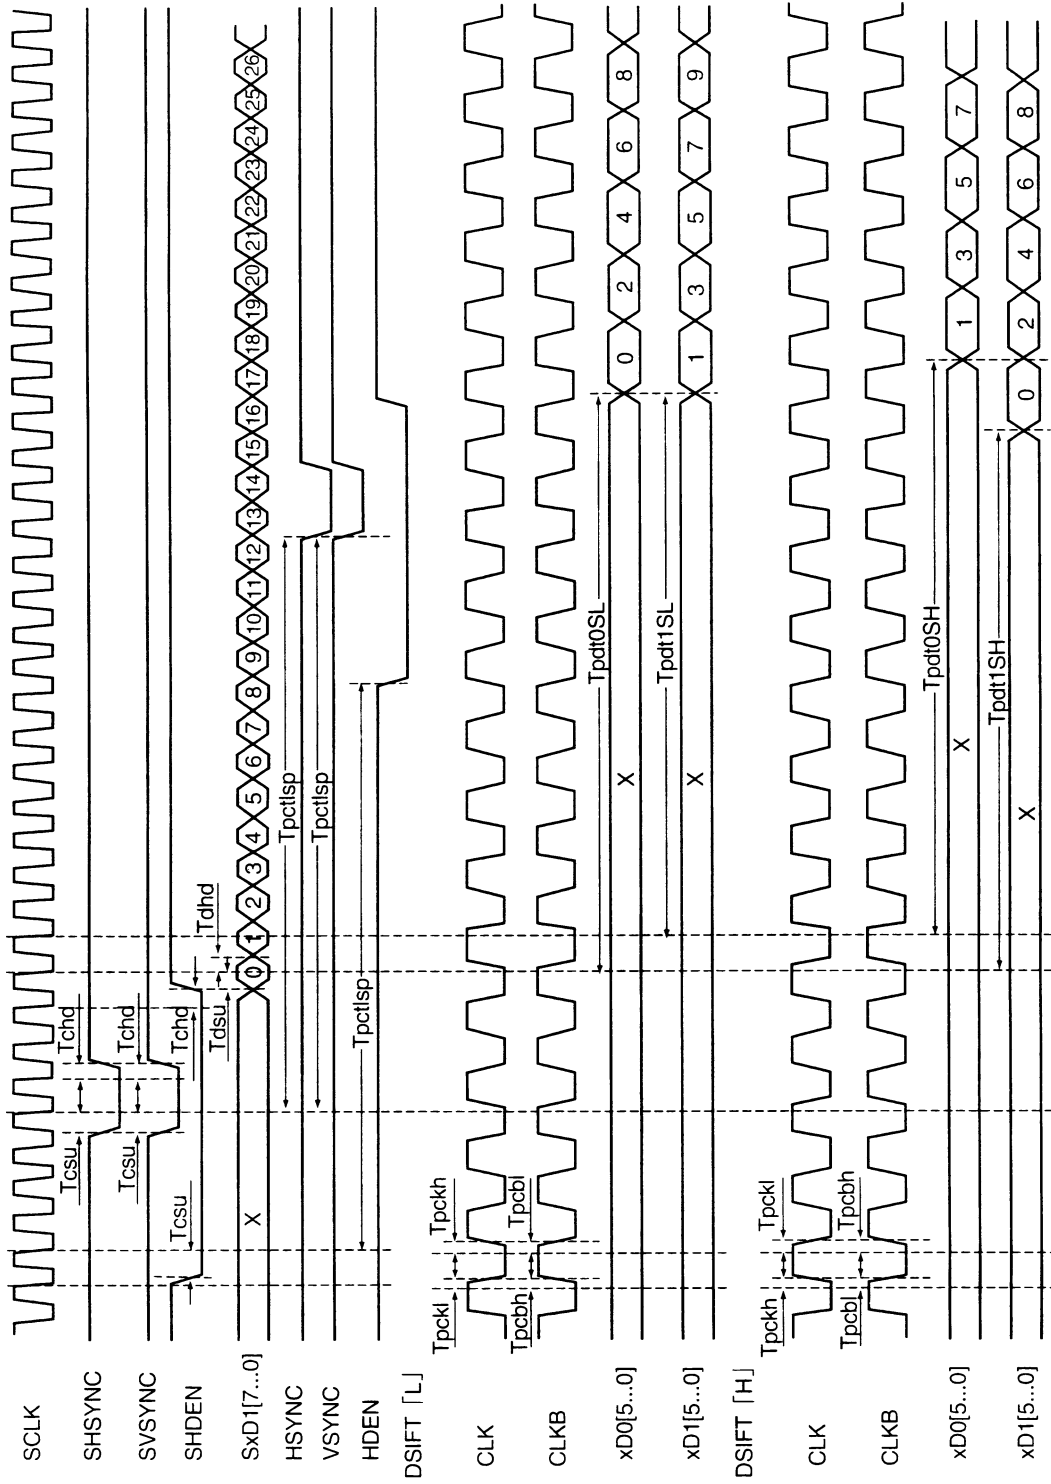 SCLK
SHSYNC
Tcsu
Tchd
SVSYNC
Tcsu
Tchd
SHDEN
Tcsu
Tchd
Tdsu
Tdhd
SxD1[7...0]
X 0 1 2 3 4 5 6 7 8 9 10 11 12 13 14 15 16 17 18 19 20 21 22 23 24 25 26
HSYNC
Tpctlsp
VSYNC
Tpctlsp
HDEN
Tpctlsp
DSIFT「L」
Tpckl
Tpckh
CLK
Tpcbh
Tpcbl
CLKB
Tpdt0SL
xD0[5...0]
X 0 2 4 6 8
Tpdt1SL
xD1[5...0]
X 1 3 5 7 9
DSIFT「H」
Tpckh
Tpckl
CLK
Tpcbl
Tpcbh
CLKB
Tpdt0SH
xD0[5...0]
X 1 3 5 7
Tpdt1SH
xD1[5...0]
X 0 2 4 6 8